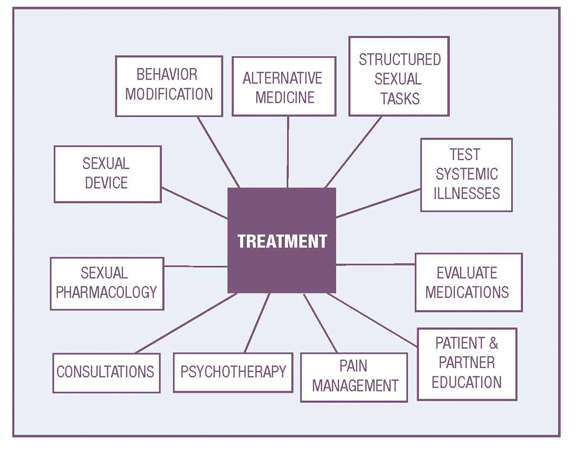 BEHAVIOR
MODIFICATION
ALTERNATIVE
MEDICINE
STRUCTURED
SEXUAL
TASKS
SEXUAL
DEVICE
TEST
SYSTEMIC
ILLNESSES
TREATMENT
SEXUAL
PHARMACOLOGY
EVALUATE
MEDICATIONS
CONSULTATIONS
PSYCHOTHERAPY
PAIN
MANAGEMENT
PATIENT &
PARTNER
EDUCATION